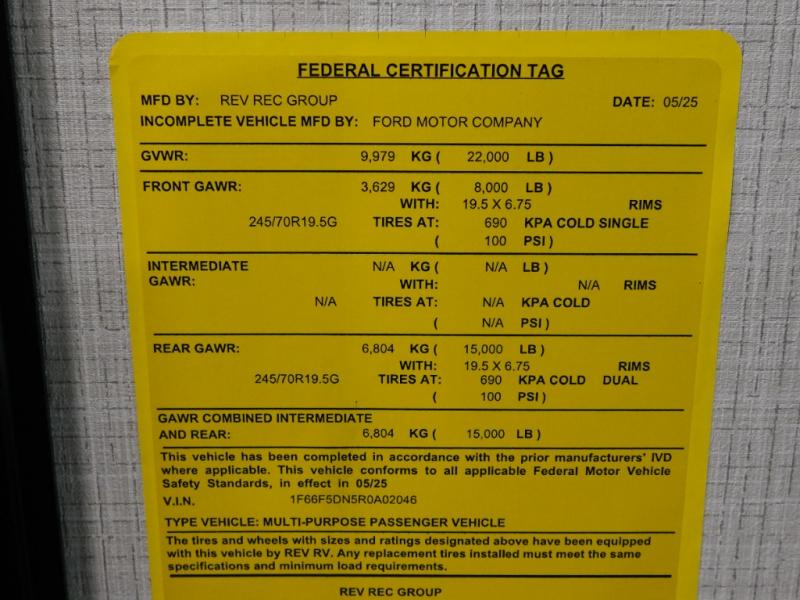 FEDERAL CERTIFICATION TAG
MFD BY: REV REC GROUP DATE: 05/25
INCOMPLETE VEHICLE MFD BY: FORD MOTOR COMPANY
GVWR: 9,979 KG ( 22,000 LB )
FRONT GAWR: 3,629 KG ( 8,000 LB )
WITH: 19.5 X 6.75 RIMS
245/70R19.5G TIRES AT: 690 KPA COLD SINGLE
( 100 PSI )
INTERMEDIATE N/A KG ( N/A LB )
GAWR: WITH: N/A RIMS
N/A TIRES AT: N/A KPA COLD
( N/A PSI )
REAR GAWR: 6,804 KG ( 15,000 LB )
WITH: 19.5 X 6.75 RIMS
245/70R19.5G TIRES AT: 690 KPA COLD DUAL
( 100 PSI )
GAWR COMBINED INTERMEDIATE
AND REAR: 6,804 KG ( 15,000 LB )
This vehicle has been completed in accordance with the prior manufacturers' IVD
where applicable. This vehicle conforms to all applicable Federal Motor Vehicle
Safety Standards, in effect in 05/25
V.I.N. 1F66F5DN5R0A02046
TYPE VEHICLE: MULTI-PURPOSE PASSENGER VEHICLE
The tires and wheels with sizes and ratings designated above have been equipped
with this vehicle by REV RV. Any replacement tires installed must meet the same
specifications and minimum load requirements.
REV REC GROUP